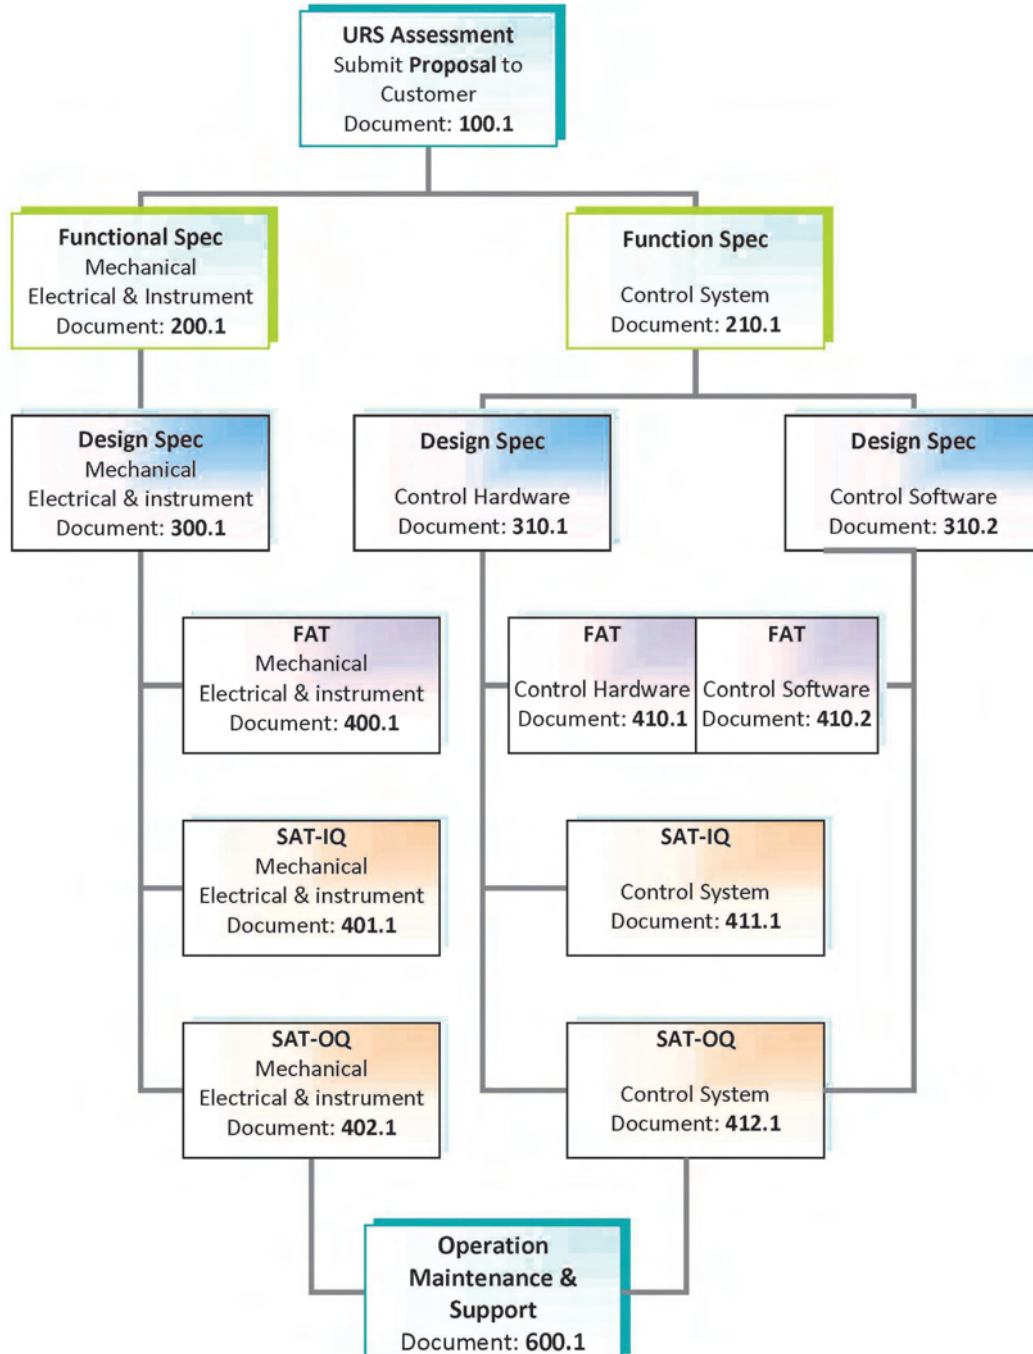 URS Assessment
Submit Proposal to
Customer
Document: 100.1
Functional Spec
Mechanical
Electrical & Instrument
Document: 200.1
Function Spec
Control System
Document: 210.1
Design Spec
Mechanical
Electrical & instrument
Document: 300.1
Design Spec
Control Hardware
Document: 310.1
Design Spec
Control Software
Document: 310.2
FAT
Mechanical
Electrical & instrument
Document: 400.1
FAT
Control Hardware
Document: 410.1
FAT
Control Software
Document: 410.2
SAT-IQ
Mechanical
Electrical & instrument
Document: 401.1
SAT-IQ
Control System
Document: 411.1
SAT-OQ
Mechanical
Electrical & instrument
Document: 402.1
SAT-OQ
Control System
Document: 412.1
Operation
Maintenance &
Support
Document: 600.1